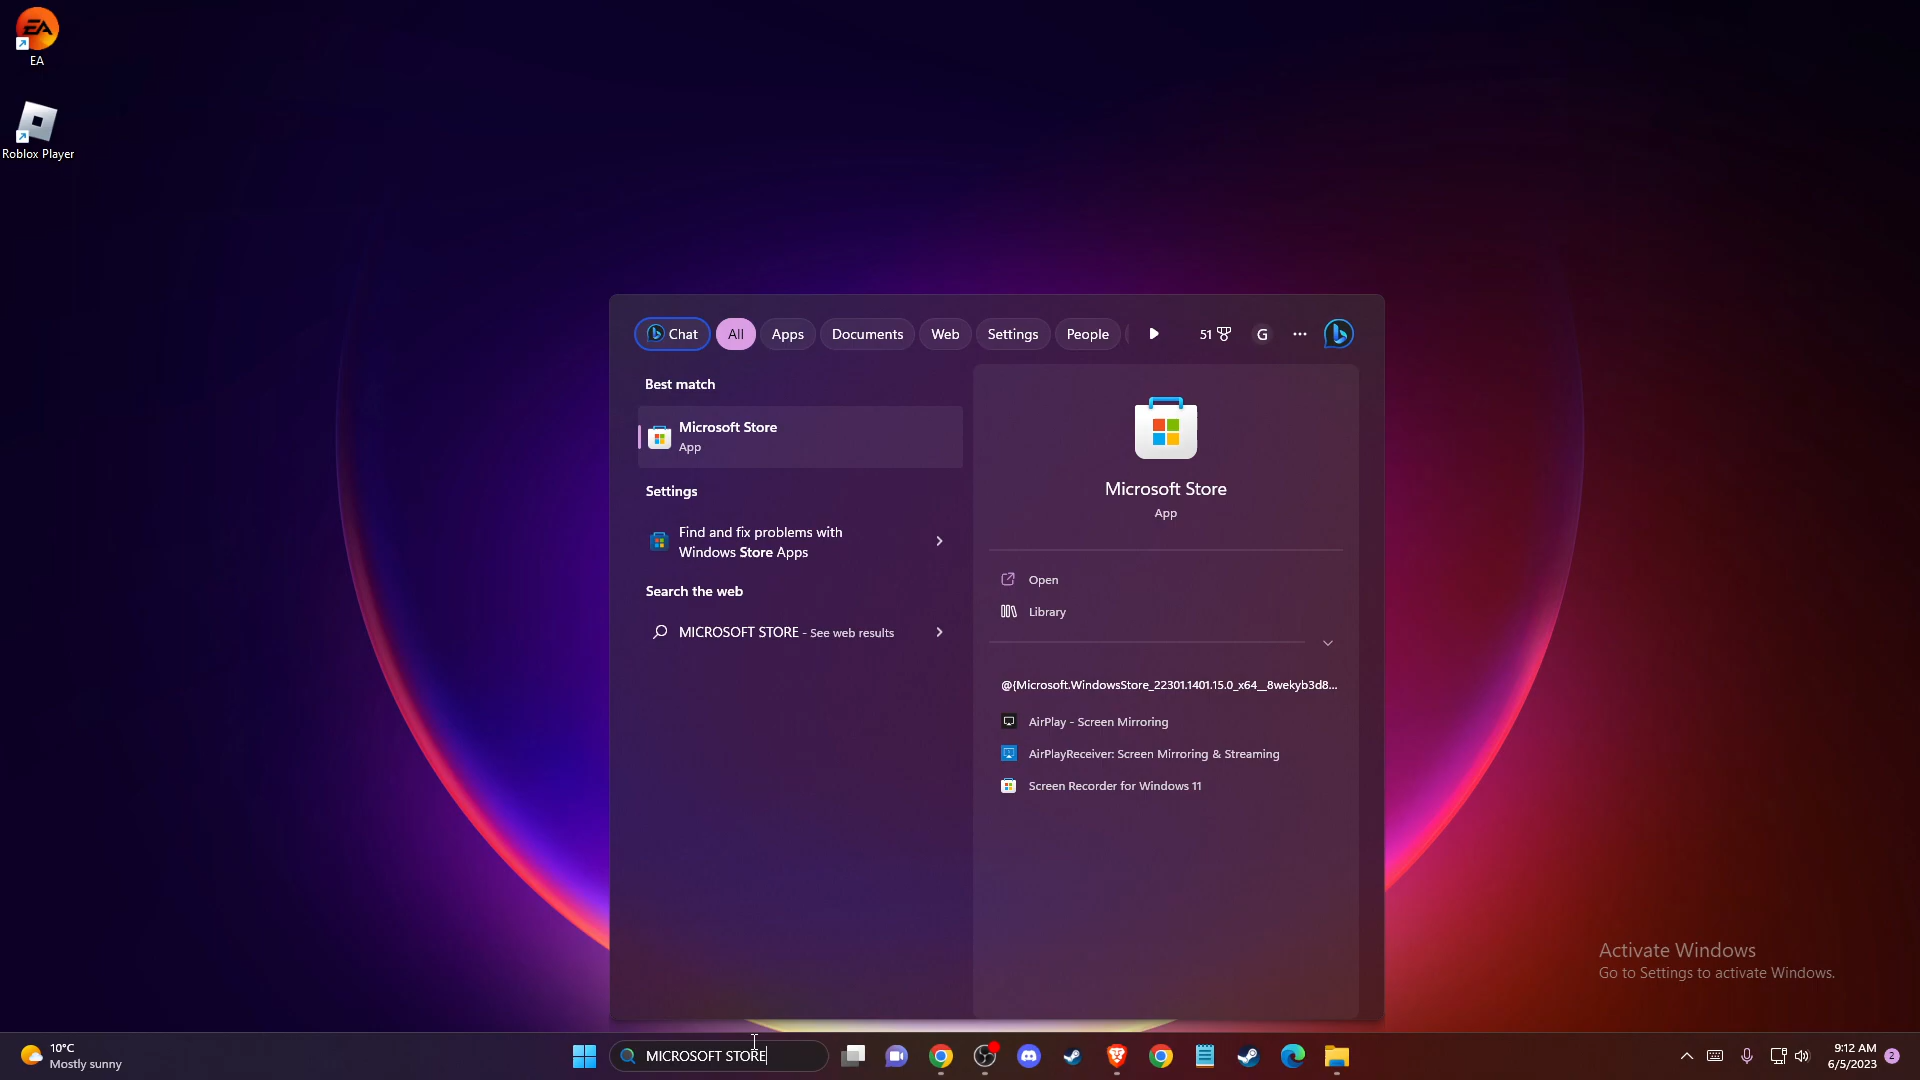 EA
Roblox Player
Chat
All
Apps
Documents
Web
Settings
People
51
G
Best match
Microsoft Store
App
Settings
Find and fix problems with
Windows Store Apps
Search the web
MICROSOFT STORE - See web results
Microsoft Store
App
Open
Library
@{Microsoft.WindowsStore_22301.1401.15.0_x64__8wekyb3d8...
AirPlay - Screen Mirroring
AirPlayReceiver: Screen Mirroring & Streaming
Screen Recorder for Windows 11
Activate Windows
Go to Settings to activate Windows.
10°C
Mostly sunny
MICROSOFT STORE
9:12 AM
6/5/2023
2